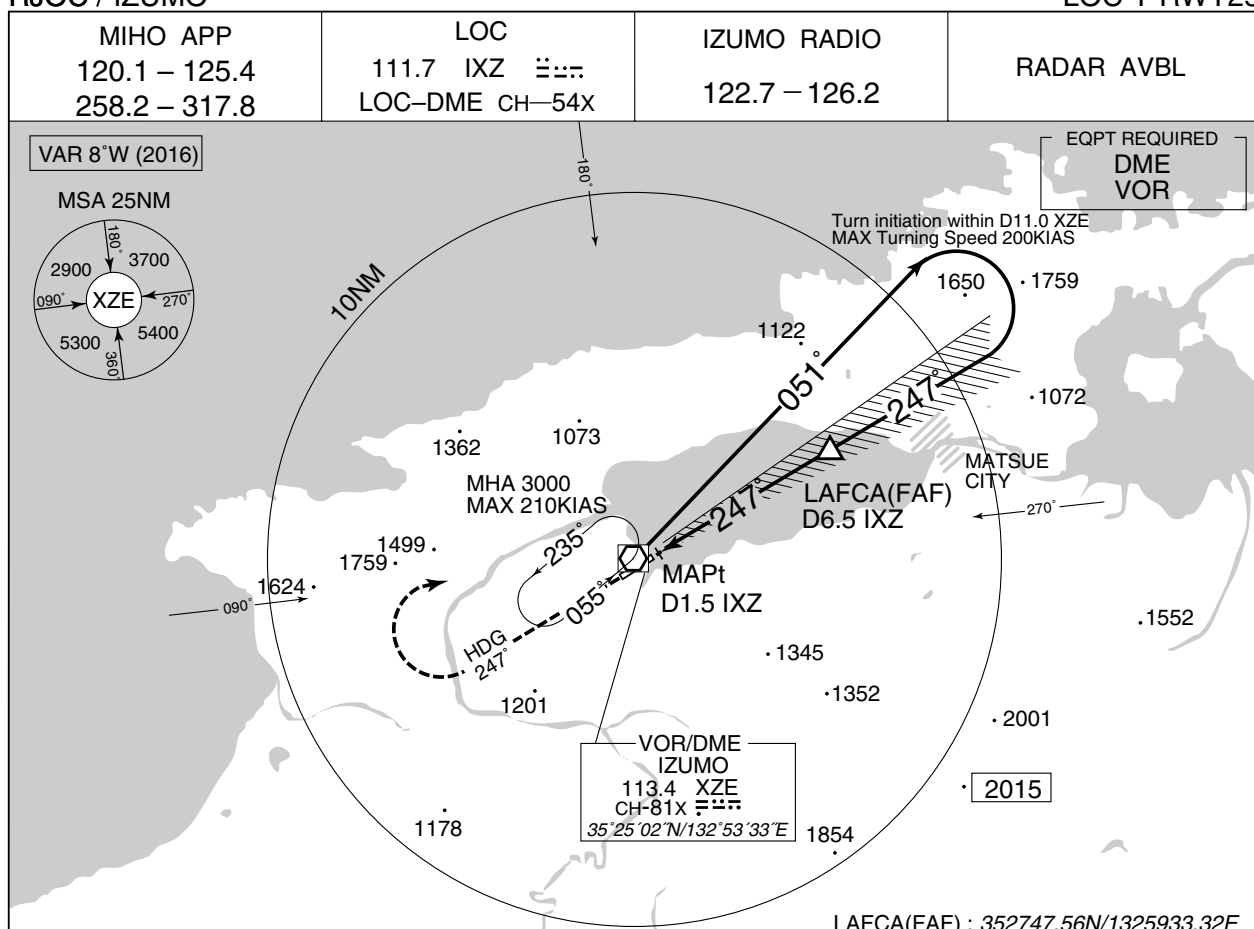 RJOC / IZUMO
LOC Y RWY25
MIHO APP
120.1 – 125.4
258.2 – 317.8
LOC
111.7 IXZ
LOC–DME CH—54X
IZUMO RADIO
122.7 – 126.2
RADAR AVBL
VAR 8°W (2016)
EQPT REQUIRED
DME
VOR
MSA 25NM
180°
2900
3700
090°
XZE
270°
5300
5400
360°
180°
10NM
Turn initiation within D11.0 XZE
MAX Turning Speed 200KIAS
1650
1759
1122
051°
247°
1072
1362
1073
MHA 3000
MAX 210KIAS
MATSUE
CITY
LAFCA(FAF)
D6.5 IXZ
247°
270°
235°
1499
1759
1624
090°
055°
MAPt
D1.5 IXZ
HDG
247°
1552
1345
1352
1201
2001
VOR/DME
IZUMO
113.4 XZE
CH-81X
35°25′02″N/132°53′33″E
2015
1178
1854
LAFCA(FAF) : 352747.56N/1325933.32E